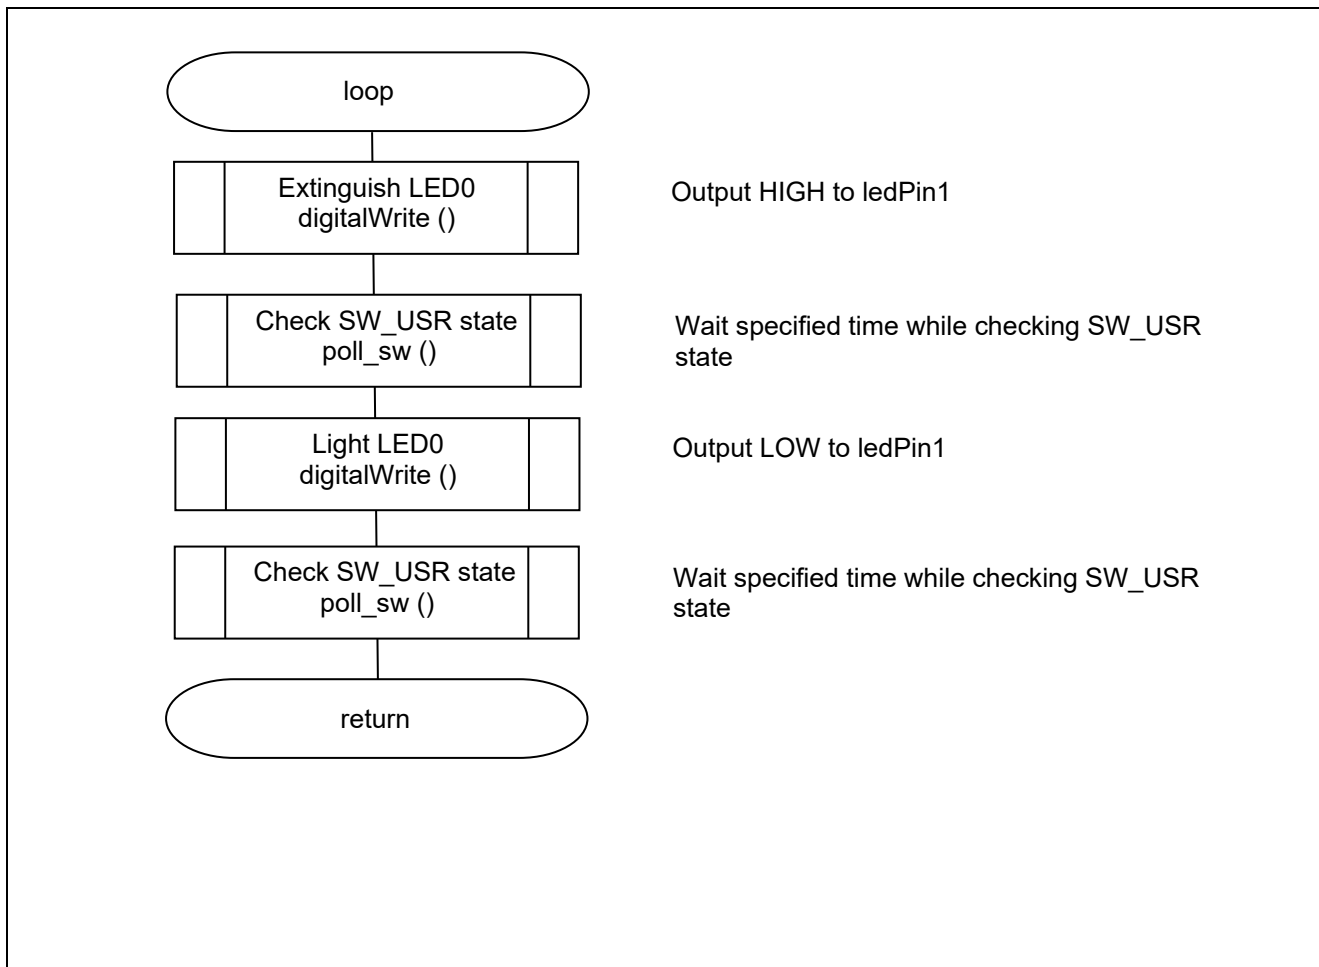 loop
Extinguish LED0
digitalWrite ()
Output HIGH to ledPin1
Check SW_USR state
poll_sw ()
Wait specified time while checking SW_USR
state
Light LED0
digitalWrite ()
Output LOW to ledPin1
Check SW_USR state
poll_sw ()
Wait specified time while checking SW_USR
state
return